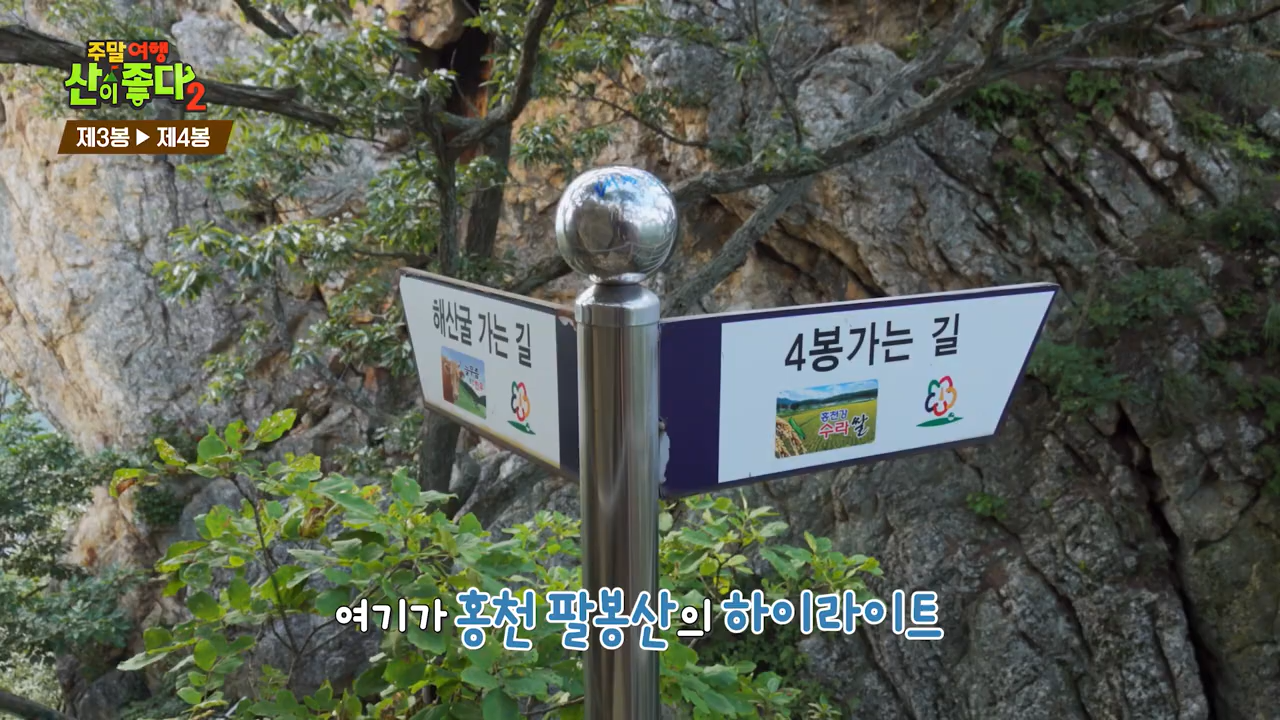 주말여행
산이 좋다2
제3봉 ▶ 제4봉
해산굴 가는 길
4봉가는 길
홍천강
수라쌀
여기가 홍천 팔봉산의 하이라이트